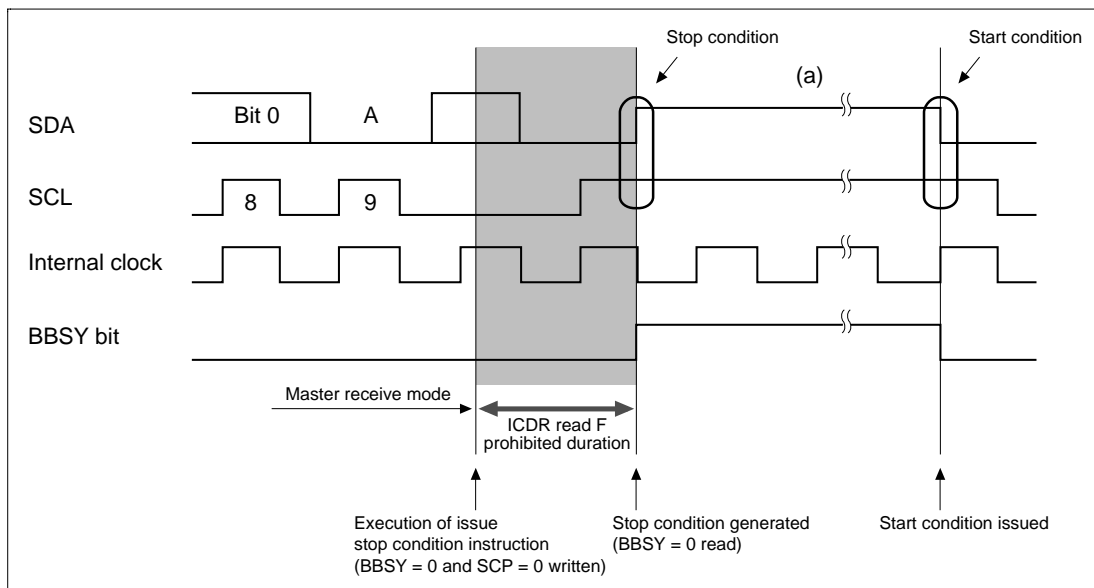 Stop condition
Start condition
(a)
SDA
Bit 0
A
SCL
8
9
Internal clock
BBSY bit
Master receive mode
ICDR read F
prohibited duration
Execution of issue
stop condition instruction
(BBSY = 0 and SCP = 0 written)
Stop condition generated
(BBSY = 0 read)
Start condition issued